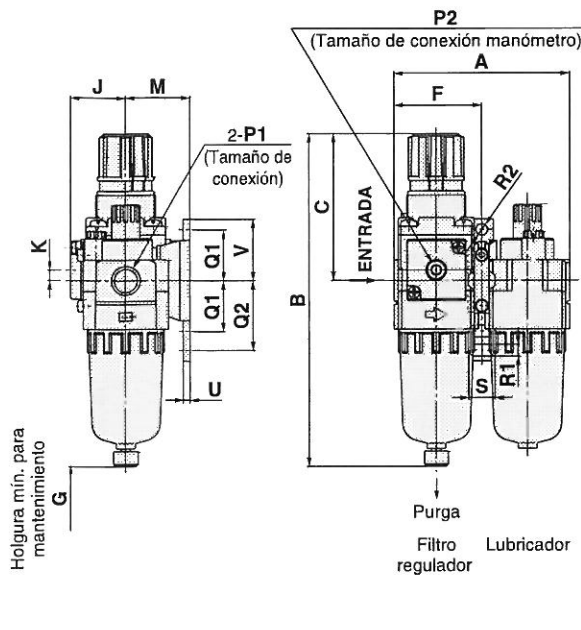 P2
(Tamaño de conexión manómetro)
A
J
M
F
2-P1
(Tamaño de
conexión)
R2
C
K
Q1
V
ENTRADA
B
Q1
Q2
U
S
R1
G
Holgura mín. para
mantenimiento
Purga
Filtro
regulador
Lubricador